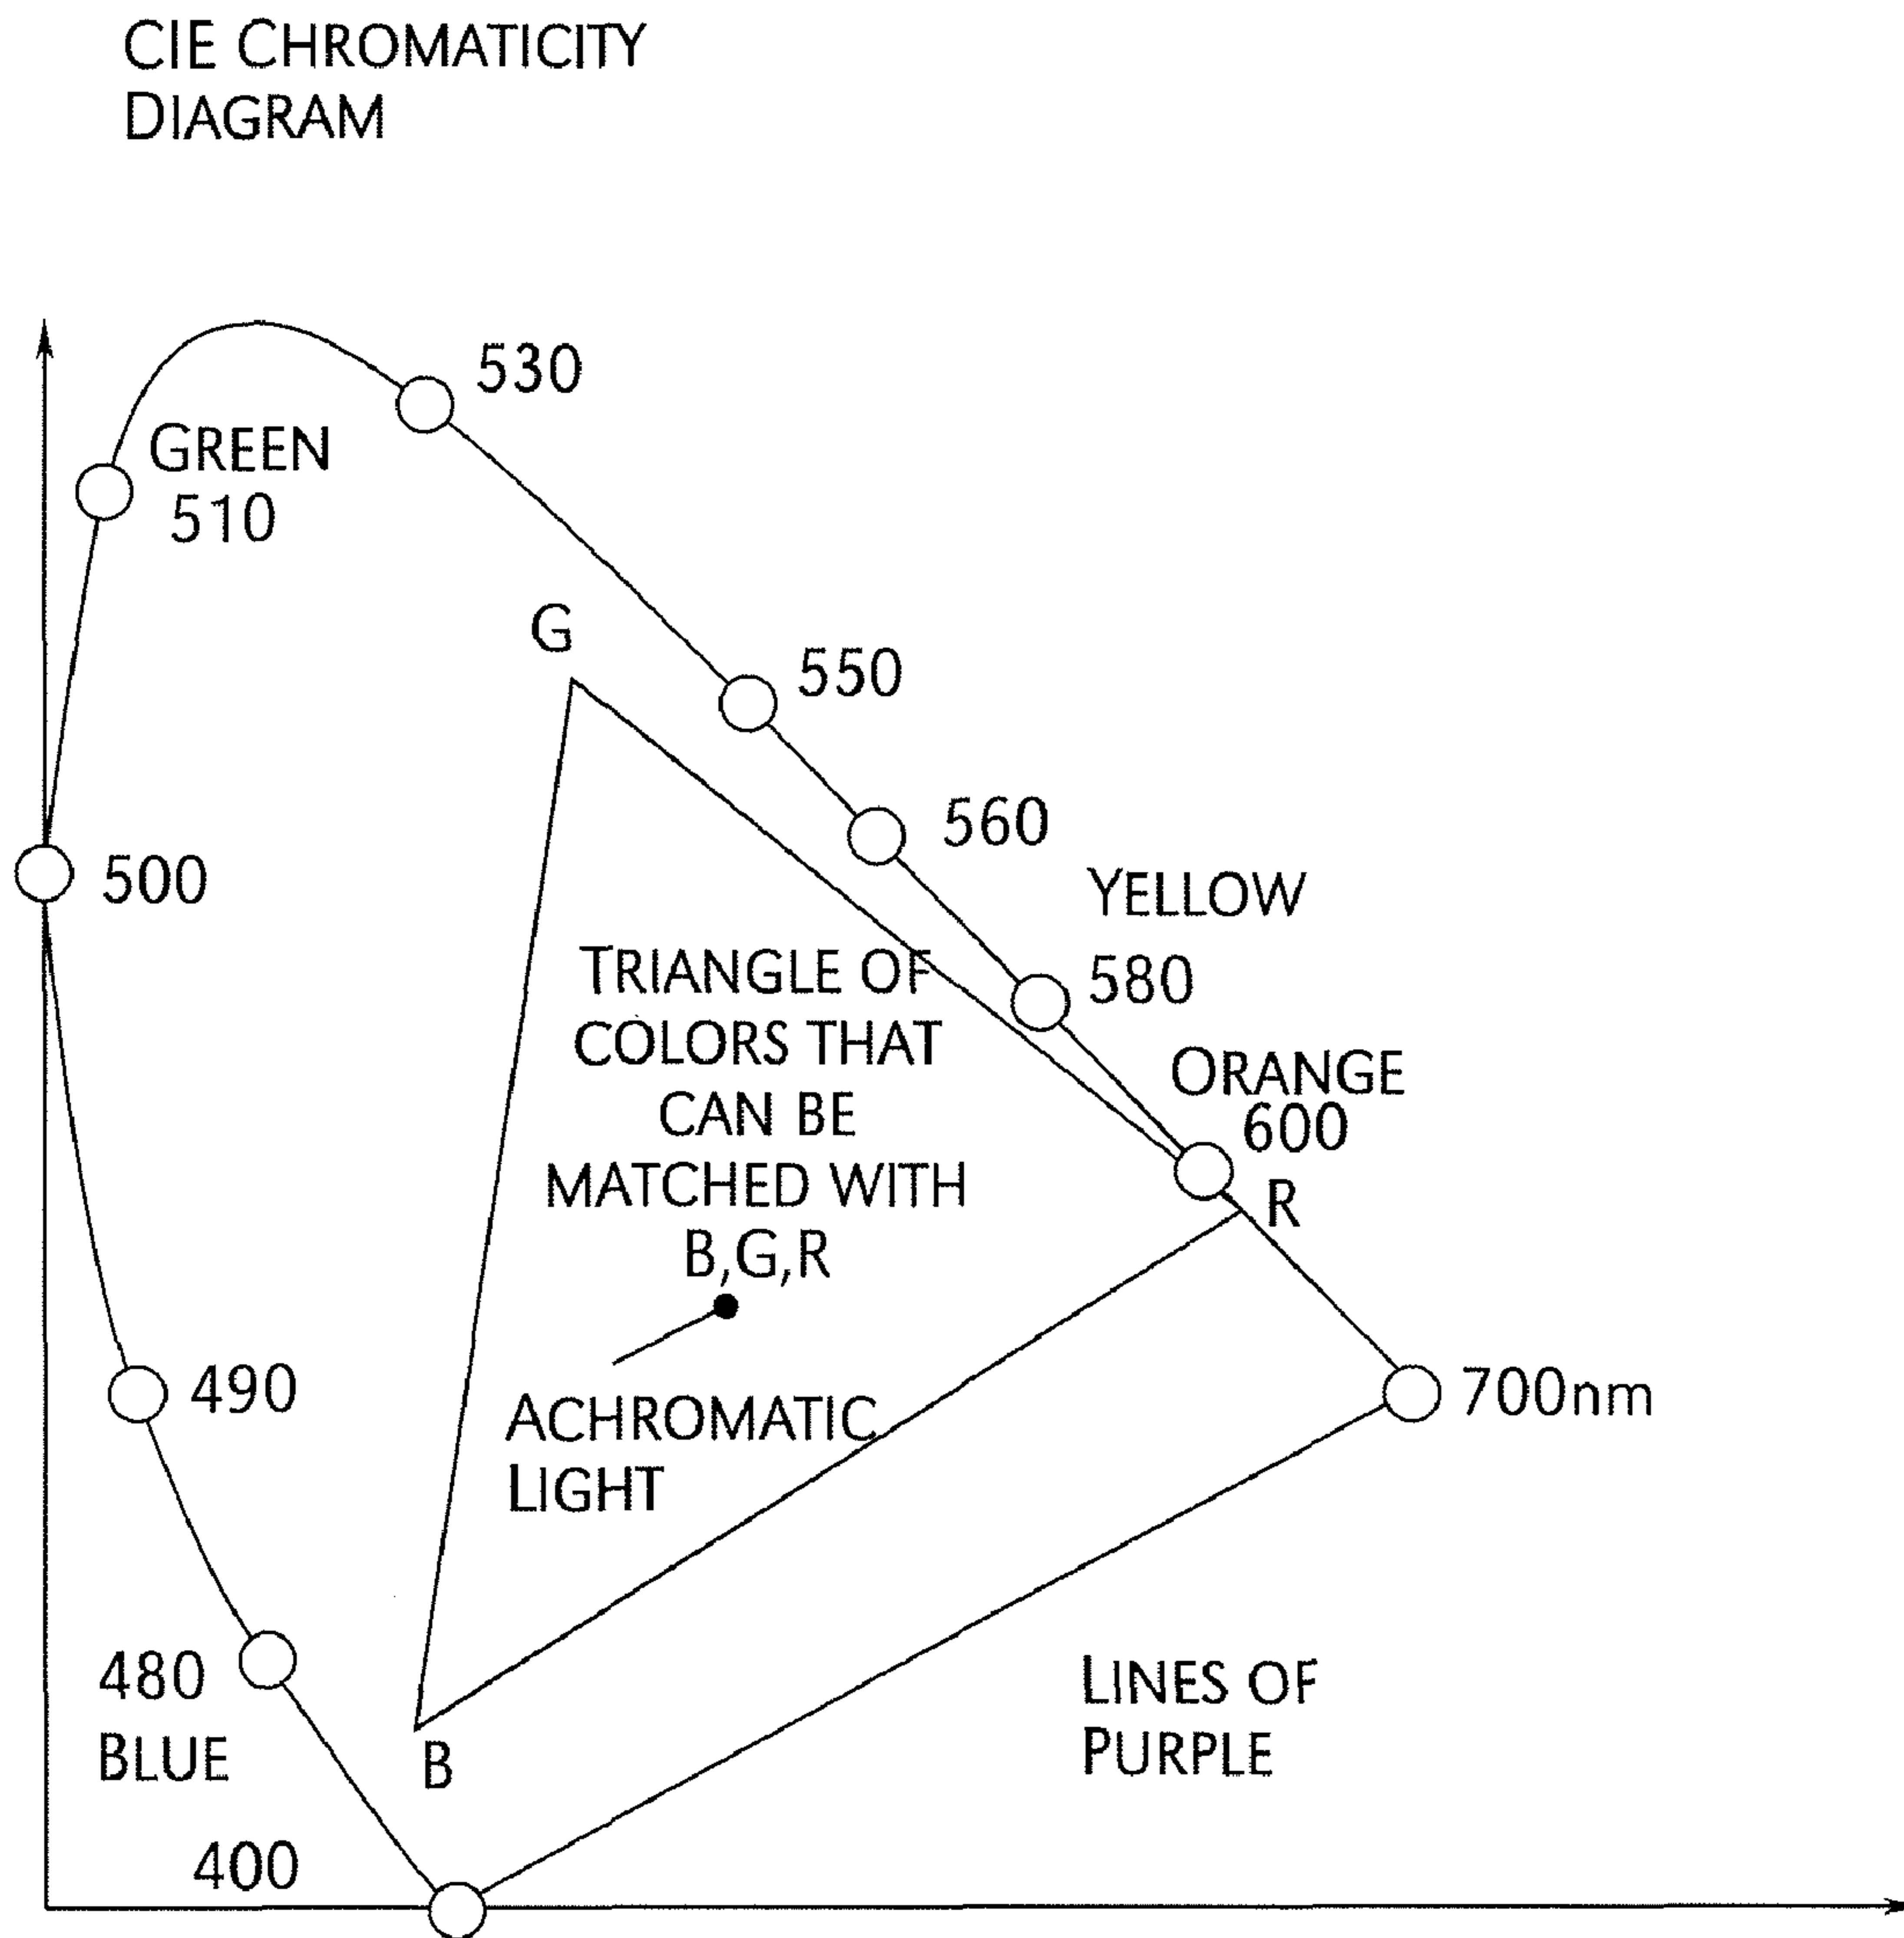 CIE CHROMATICITY
DIAGRAM
530
GREEN
510
G
550
560
500
YELLOW
580
TRIANGLE OF
COLORS THAT
CAN BE
MATCHED WITH
B,G,R
ORANGE
600
R
490
ACHROMATIC
LIGHT
700nm
480
BLUE
B
LINES OF
PURPLE
400